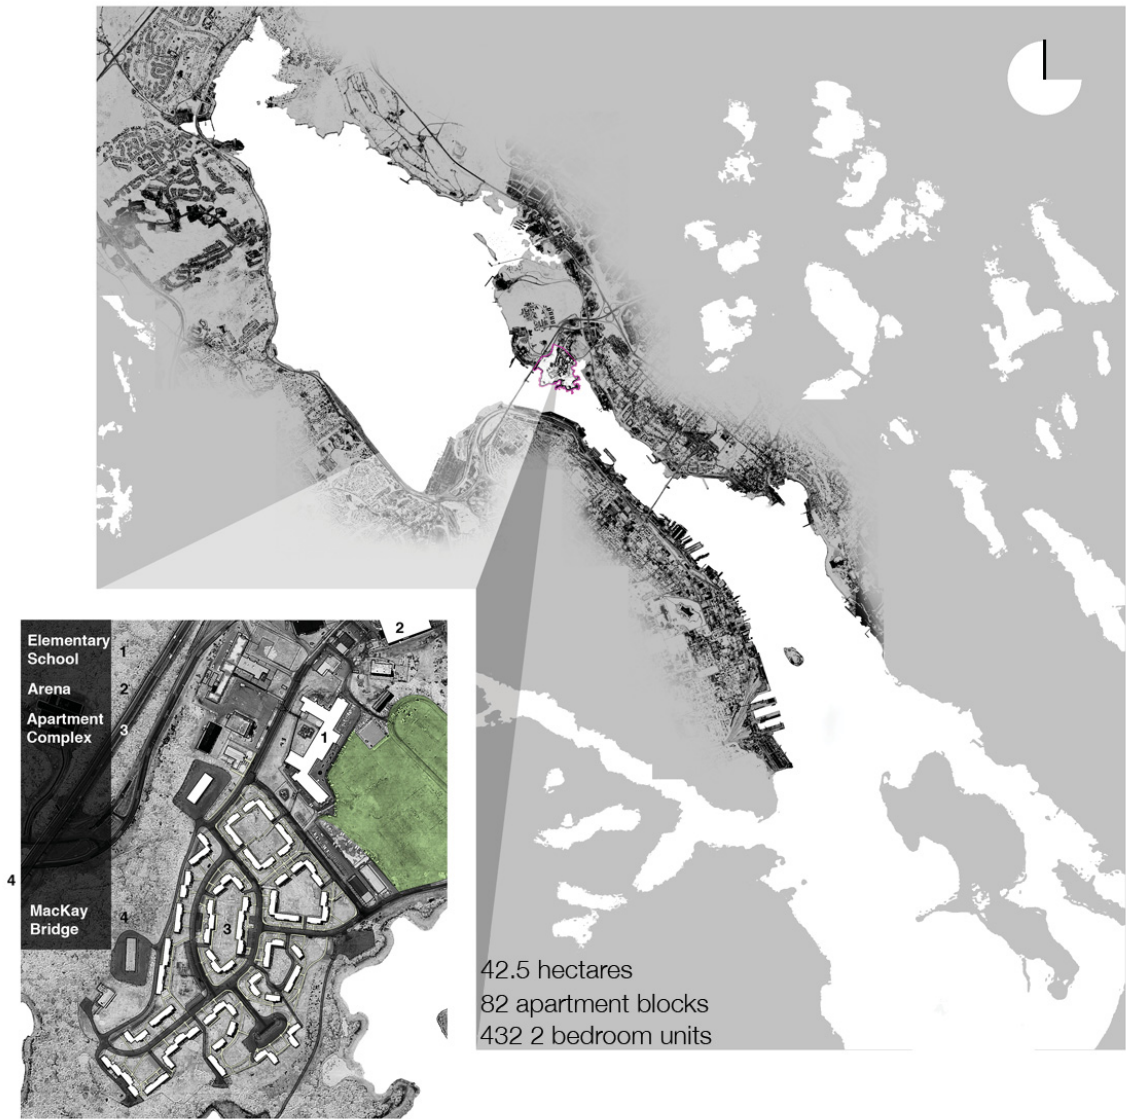 2
Elementary
School
1
Arena
2
Apartment
Complex
3
1
3
4
MacKay
Bridge
4
42.5 hectares
82 apartment blocks
432 2 bedroom units